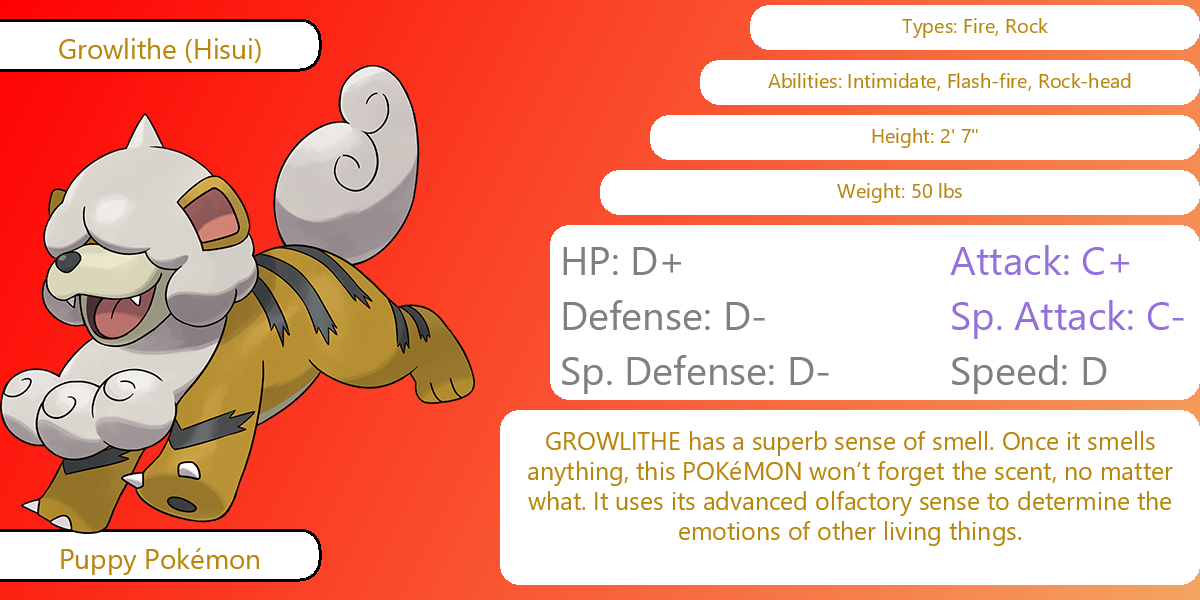 Growlithe (Hisui)
Types: Fire, Rock
Abilities: Intimidate, Flash-fire, Rock-head
Height: 2' 7"
Weight: 50 lbs
HP: D+
Attack: C+
Defense: D-
Sp. Attack: C-
Sp. Defense: D-
Speed: D
GROWLITHE has a superb sense of smell. Once it smells
anything, this POKéMON won’t forget the scent, no matter
what. It uses its advanced olfactory sense to determine the
emotions of other living things.
Puppy Pokémon